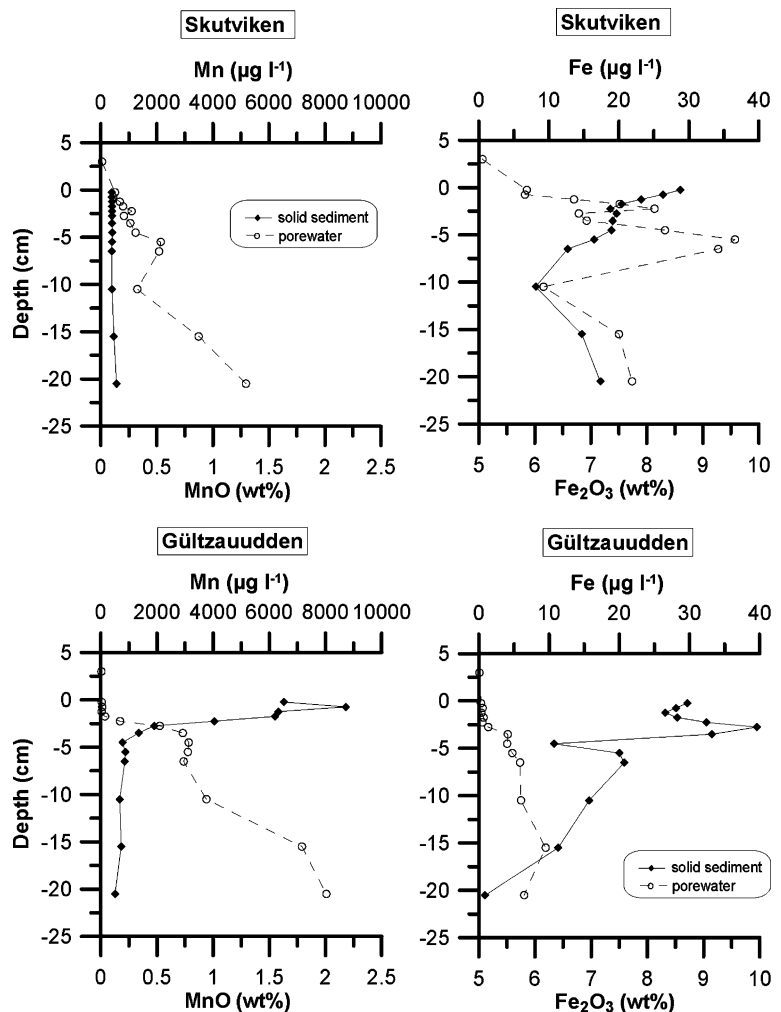 Skutviken
Mn (µg l-1)
0 2000 4000 6000 8000 10000
5
0
-5
-10
-15
-20
-25
Depth (cm)
solid sediment
porewater
0 0.5 1 1.5 2 2.5
MnO (wt%)
Skutviken
Fe (µg l-1)
0 10 20 30 40
5
0
-5
-10
-15
-20
-25
5 6 7 8 9 10
Fe2O3 (wt%)
Gültzauudden
Mn (µg l-1)
0 2000 4000 6000 8000 10000
5
0
-5
-10
-15
-20
-25
Depth (cm)
0 0.5 1 1.5 2 2.5
MnO (wt%)
Gültzauudden
Fe (µg l-1)
0 10 20 30 40
5
0
-5
-10
-15
-20
-25
solid sediment
porewater
5 6 7 8 9 10
Fe2O3 (wt%)